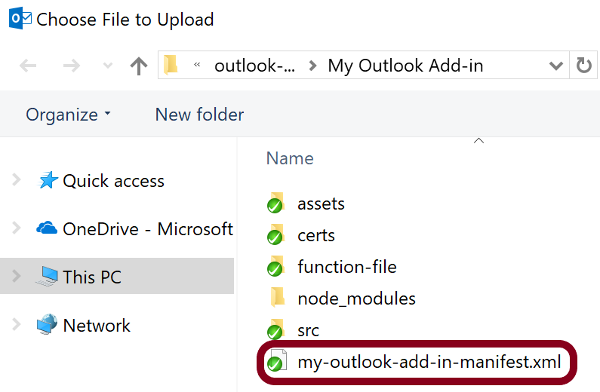 Choose File to Upload
« outlook-... > My Outlook Add-in
Organize New folder
Name
Quick access
OneDrive - Microsoft
This PC
Network
assets
certs
function-file
node_modules
src
my-outlook-add-in-manifest.xml